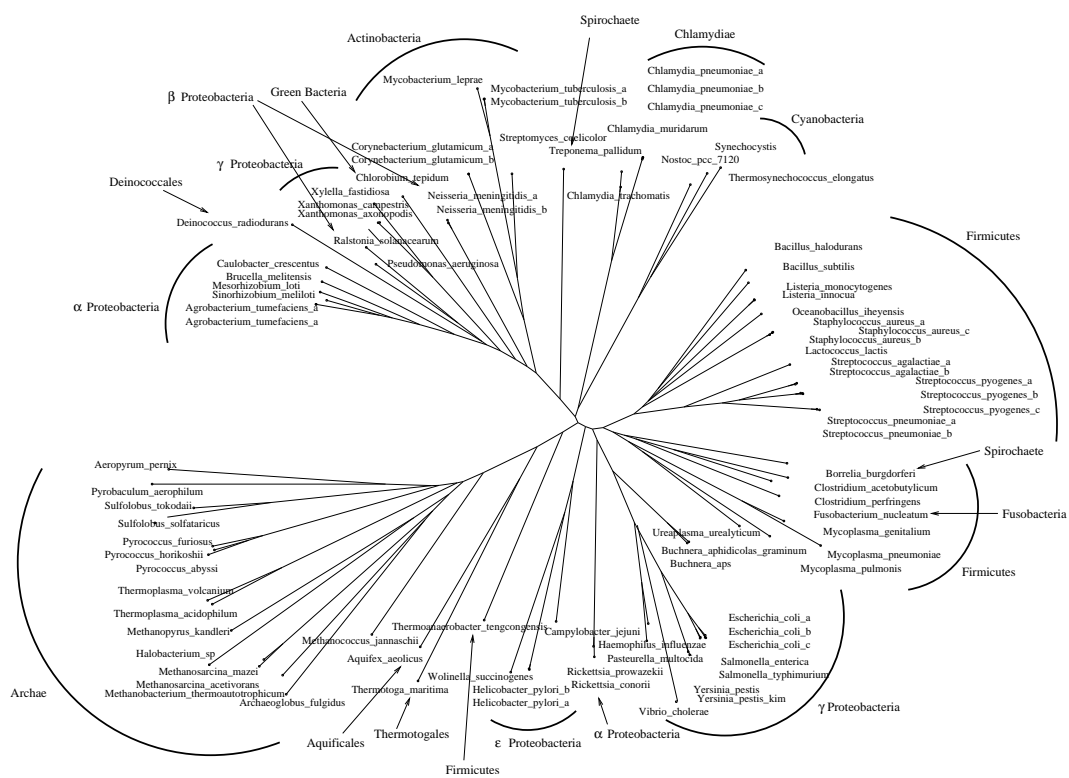 Spirochaete
Actinobacteria
Chlamydiae
Mycobacterium_leprae
Chlamydia_pneumoniae_a
Mycobacterium_tuberculosis_a
Chlamydia_pneumoniae_b
β Proteobacteria
Green Bacteria
Mycobacterium_tuberculosis_b
Chlamydia_pneumoniae_c
Cyanobacteria
Chlamydia_muridarum
Streptomyces_coelicolor
Synechocystis
Corynebacterium_glutamicum_a
Treponema_pallidum
Corynebacterium_glutamicum_b
Nostoc_pcc_7120
γ Proteobacteria
Chlorobium_tepidum
Thermosynechococcus_elongatus
Deinococcales
Xylella_fastidiosa
Neisseria_meningitidis_a
Chlamydia_trachomatis
Xanthomonas_campestris
Neisseria_meningitidis_b
Xanthomonas_axonopodis
Deinococcus_radiodurans
Firmicutes
Ralstonia_solanacearum
Bacillus_halodurans
Caulobacter_crescentus
Pseudomonas_aeruginosa
Bacillus_subtilis
Brucella_melitensis
Mesorhizobium_loti
Listeria_monocytogenes
Sinorhizobium_meliloti
Listeria_innocua
α Proteobacteria
Agrobacterium_tumefaciens_a
Oceanobacillus_iheyensis
Agrobacterium_tumefaciens_a
Staphylococcus_aureus_a
Staphylococcus_aureus_c
Staphylococcus_aureus_b
Lactococcus_lactis
Streptococcus_agalactiae_a
Streptococcus_agalactiae_b
Streptococcus_pyogenes_a
Streptococcus_pyogenes_b
Streptococcus_pyogenes_c
Streptococcus_pneumoniae_a
Streptococcus_pneumoniae_b
Spirochaete
Aeropyrum_pernix
Borrelia_burgdorferi
Pyrobaculum_aerophilum
Clostridium_acetobutylicum
Sulfolobus_tokodaii
Clostridium_perfringens
Fusobacterium_nucleatum
Fusobacteria
Sulfolobus_solfataricus
Ureaplasma_urealyticum
Mycoplasma_genitalium
Pyrococcus_furiosus
Buchnera_aphidicolas_graminum
Mycoplasma_pneumoniae
Pyrococcus_horikoshii
Buchnera_aps
Mycoplasma_pulmonis
Pyrococcus_abyssi
Firmicutes
Thermoplasma_volcanium
Thermoplasma_acidophilum
Escherichia_coli_a
Methanopyrus_kandleri
Thermoanaerobacter_tengcongensis
Campylobacter_jejuni
Escherichia_coli_b
Methanococcus_jannaschii
Haemophilus_influenzae
Escherichia_coli_c
Halobacterium_sp
Aquifex_aeolicus
Pasteurella_multocida
Salmonella_enterica
Methanosarcina_mazei
Wolinella_succinogenes
Rickettsia_prowazekii
Salmonella_typhimurium
Methanosarcina_acetivorans
Thermotoga_maritima
Helicobacter_pylori_b
Rickettsia_conorii
Yersinia_pestis
Archae
Methanobacterium_thermoautotrophicum
Archaeoglobus_fulgidus
Helicobacter_pylori_a
Yersinia_pestis_kim
Vibrio_cholerae
γ Proteobacteria
Aquificales
Thermotogales
ε Proteobacteria
α Proteobacteria
Firmicutes